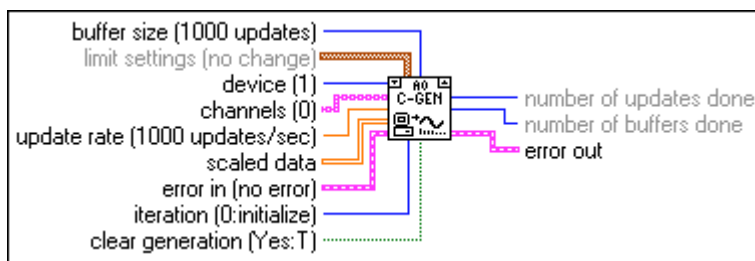 buffer size (1000 updates)
limit settings (no change)
device (1)
channels (0)
update rate (1000 updates/sec)
scaled data
error in (no error)
iteration (0:initialize)
clear generation (Yes:T)
AO
C-GEN
number of updates done
number of buffers done
error out